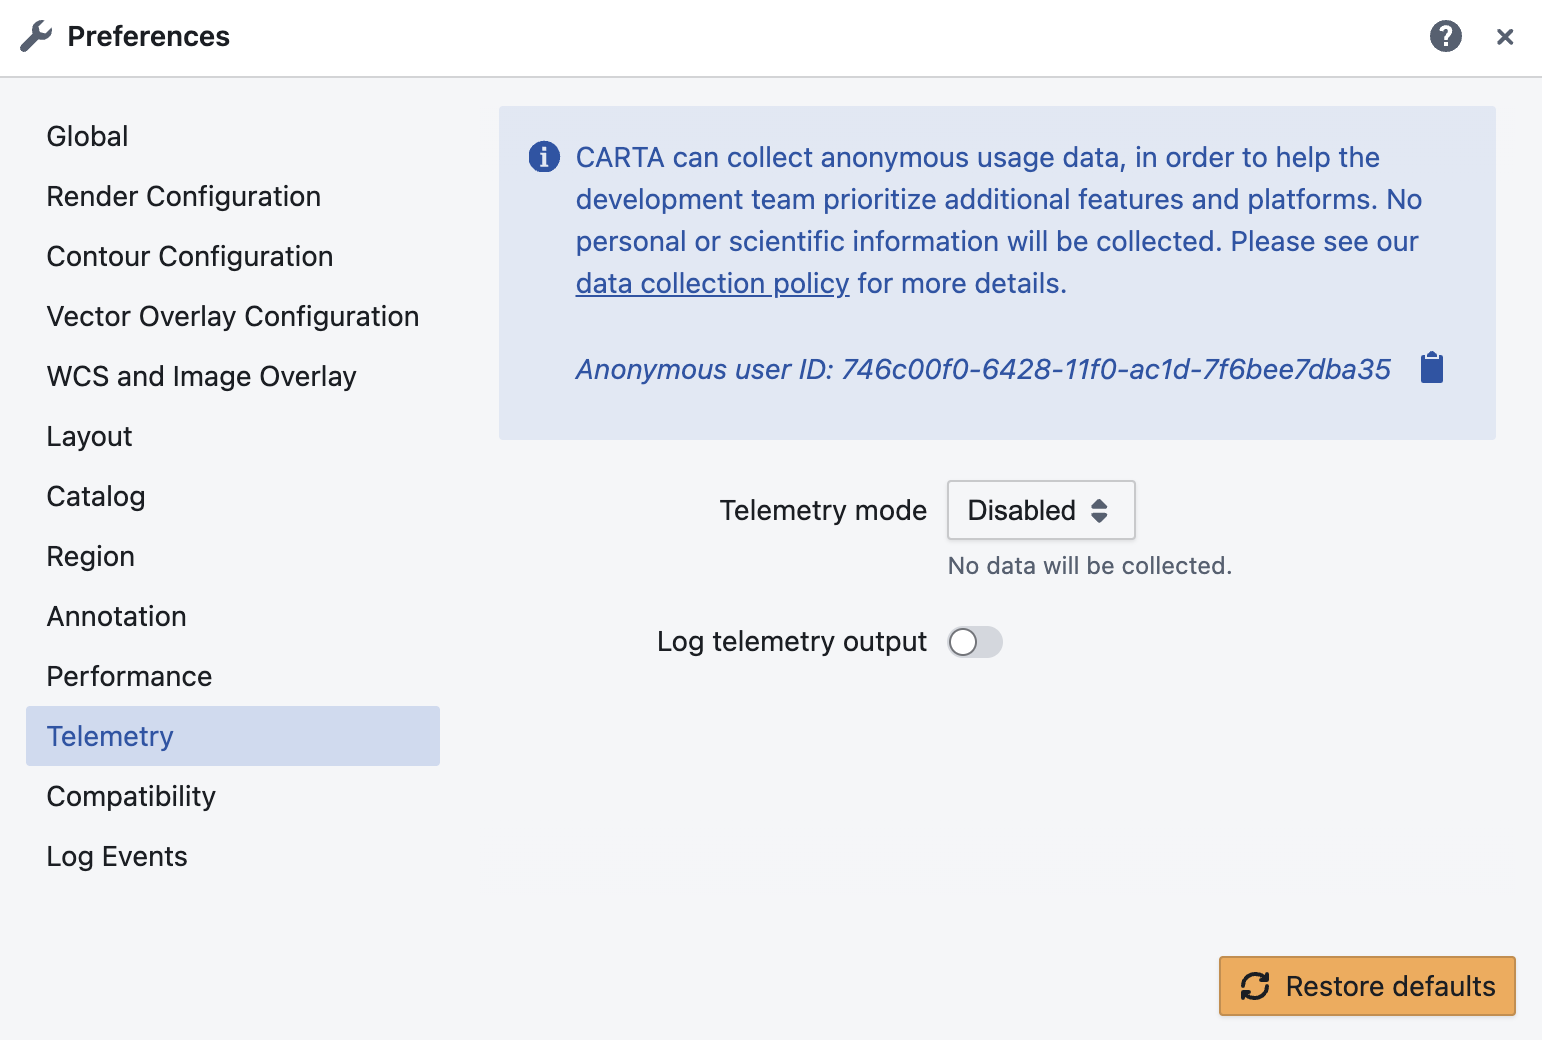 Preferences
Global
Render Configuration
Contour Configuration
Vector Overlay Configuration
WCS and Image Overlay
Layout
Catalog
Region
Annotation
Performance
Telemetry
Compatibility
Log Events
CARTA can collect anonymous usage data, in order to help the
development team prioritize additional features and platforms. No
personal or scientific information will be collected. Please see our
data collection policy for more details.
Anonymous user ID: 746c00f0-6428-11f0-ac1d-7f6bee7dba35
Telemetry mode Disabled
No data will be collected.
Log telemetry output
Restore defaults